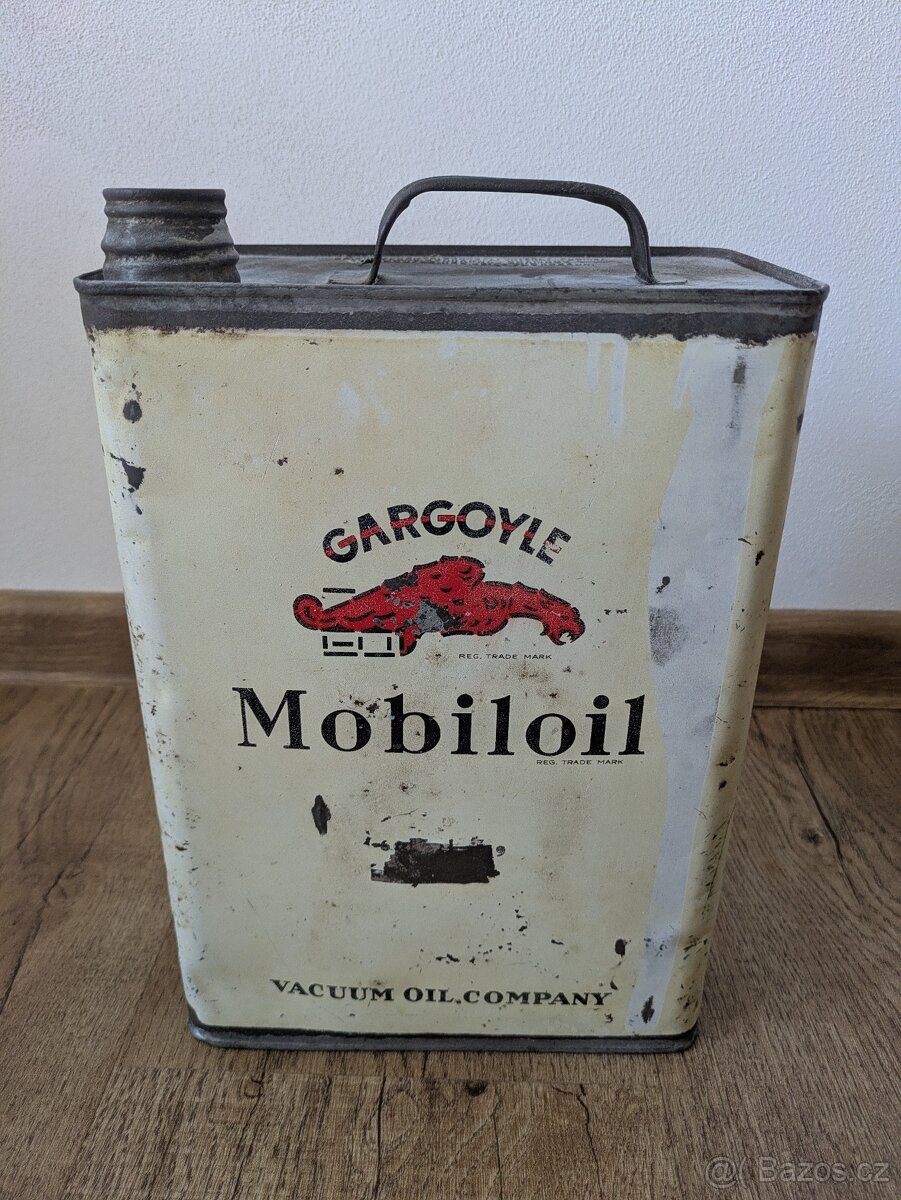 GARGOYLE
REG. TRADE MARK
Mobiloil
REG. TRADE MARK
VACUUM OIL COMPANY
@( Bazos.cz